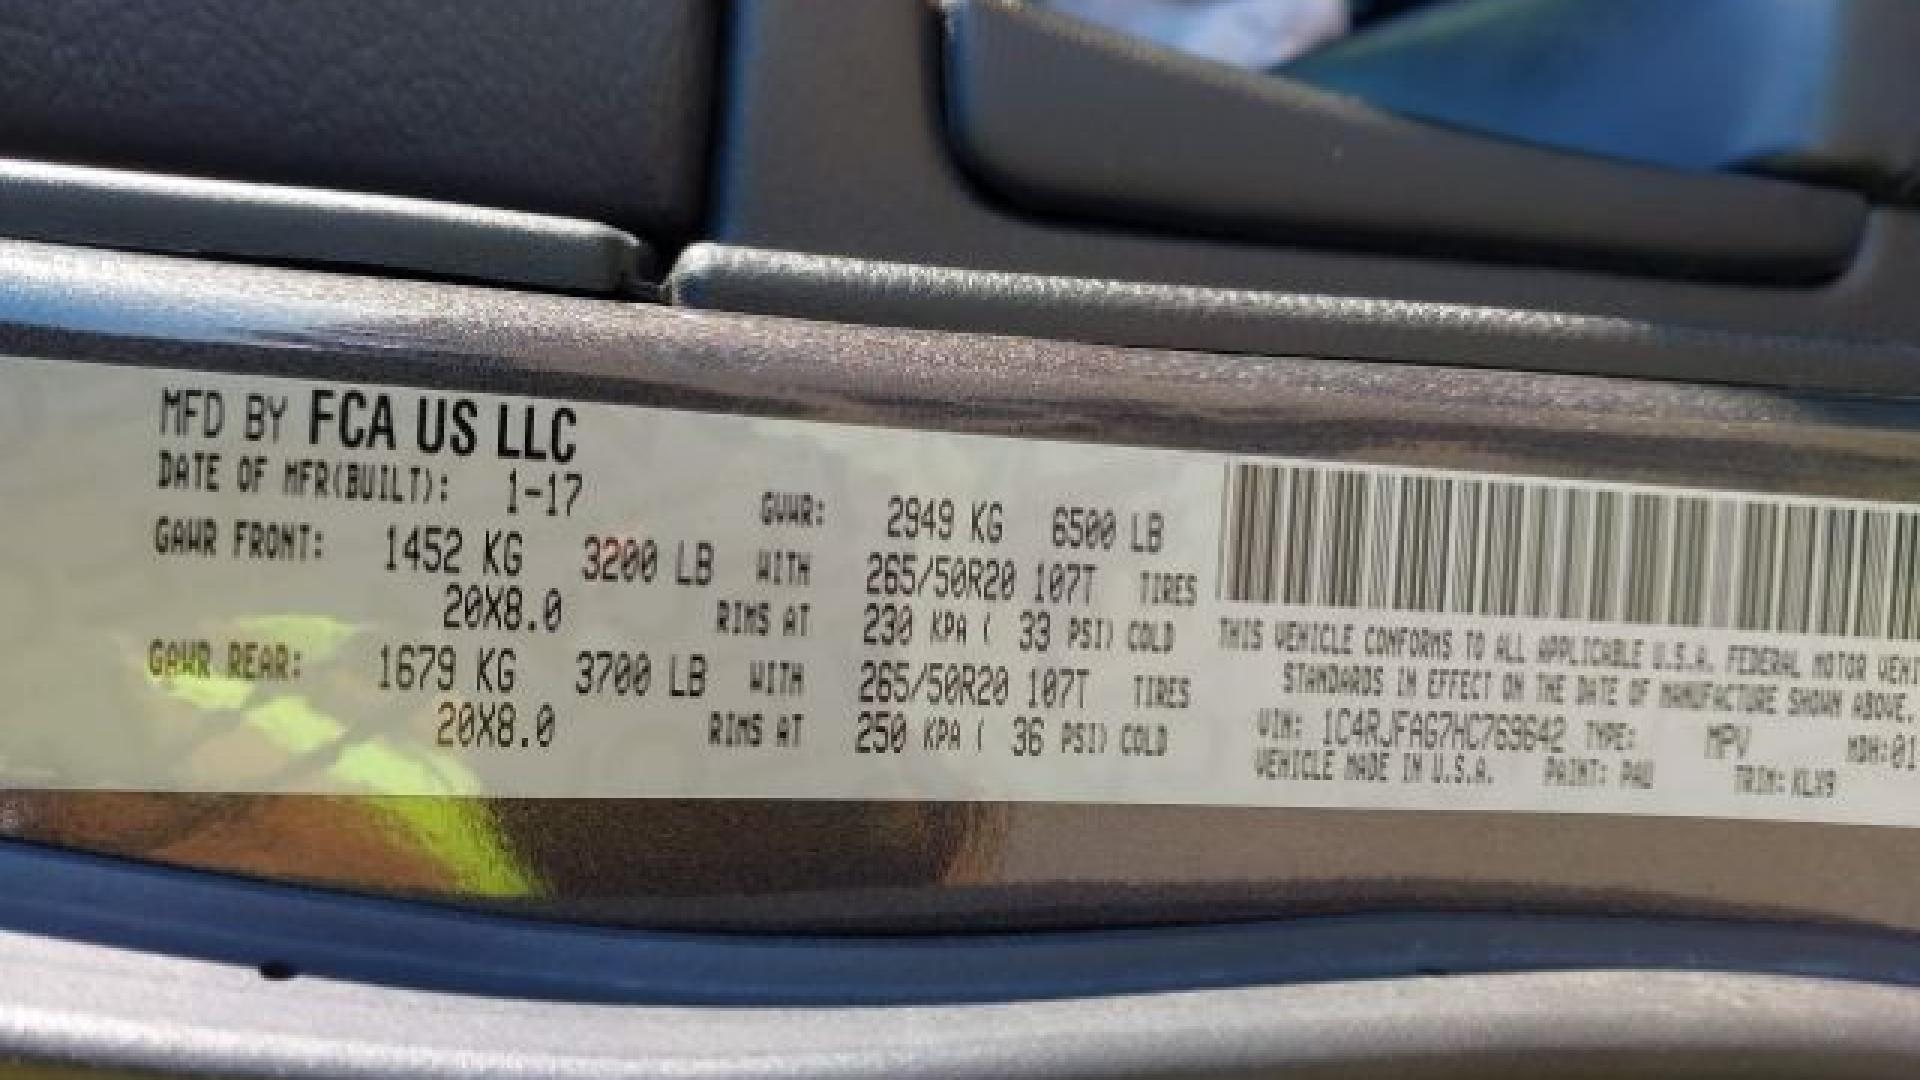 MFD BY FCA US LLC
DATE OF MFR(BUILT): 1-17 GVWR: 2949 KG 6500 LB
GAWR FRONT: 1452 KG 3200 LB WITH 265/50R20 107T TIRES
20X8.0 RIMS AT 230 KPA ( 33 PSI) COLD
GAWR REAR: 1679 KG 3700 LB WITH 265/50R20 107T TIRES
20X8.0 RIMS AT 250 KPA ( 36 PSI) COLD
THIS VEHICLE CONFORMS TO ALL APPLICABLE U.S.A. FEDERAL MOTOR VEHI
STANDARDS IN EFFECT ON THE DATE OF MANUFACTURE SHOWN ABOVE.
VIN: 1C4RJFAG7HC769642 TYPE: MPV MDH:01
VEHICLE MADE IN U.S.A. PAINT: PAU TRIM: KLX9